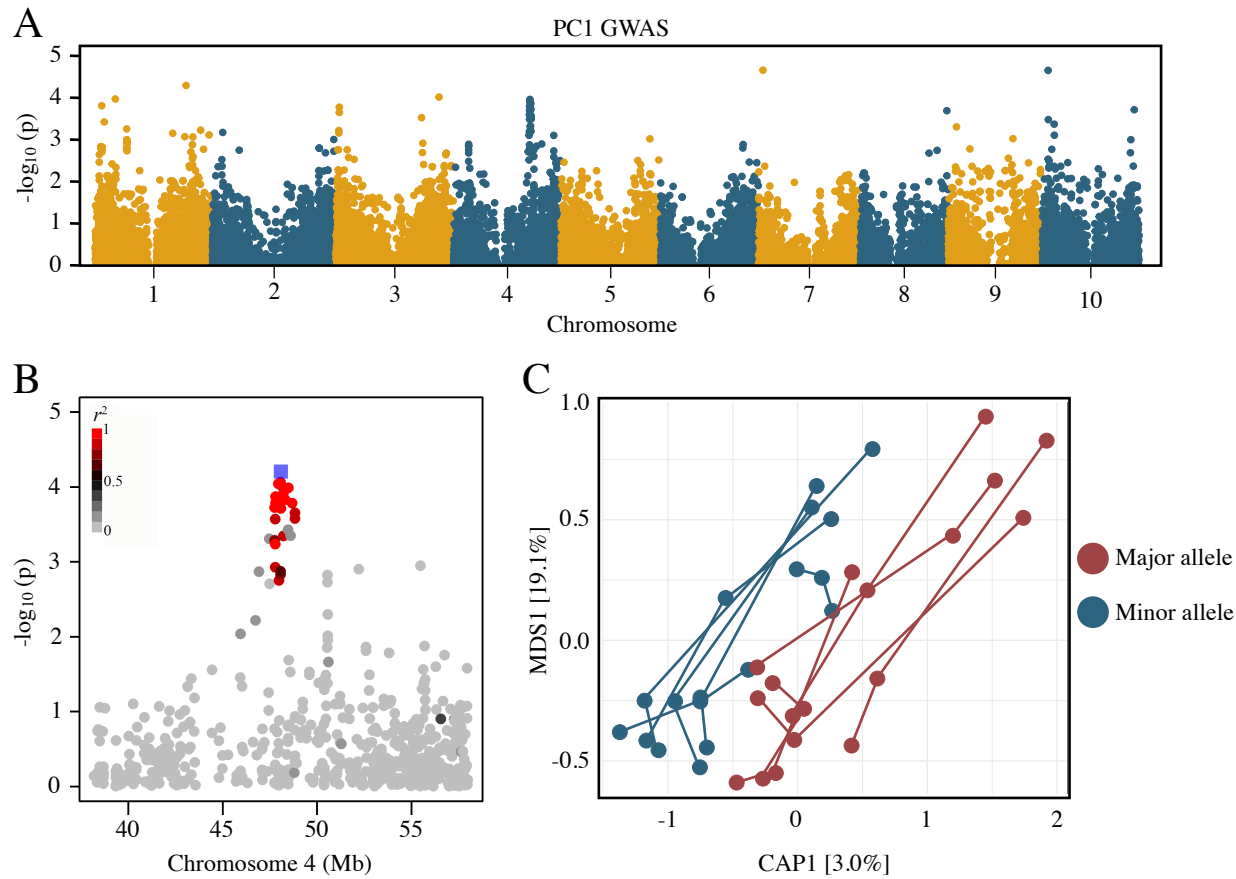 A
PC1 GWAS
5
4
3
2
1
0
-log10 (p)
1 2 3 4 5 6 7 8 9 10
Chromosome
B
5
4
3
2
1
0
-log10 (p)
r2
1
0.5
0
40 45 50 55
Chromosome 4 (Mb)
C
1.0
0.5
0.0
-0.5
MDS1 [19.1%]
-1 0 1 2
CAP1 [3.0%]
Major allele
Minor allele